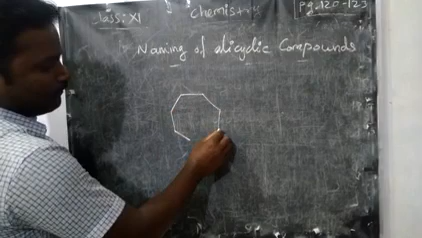 Class: XI Chemistry [Pg. 120-123
Naming of alicyclic Compounds